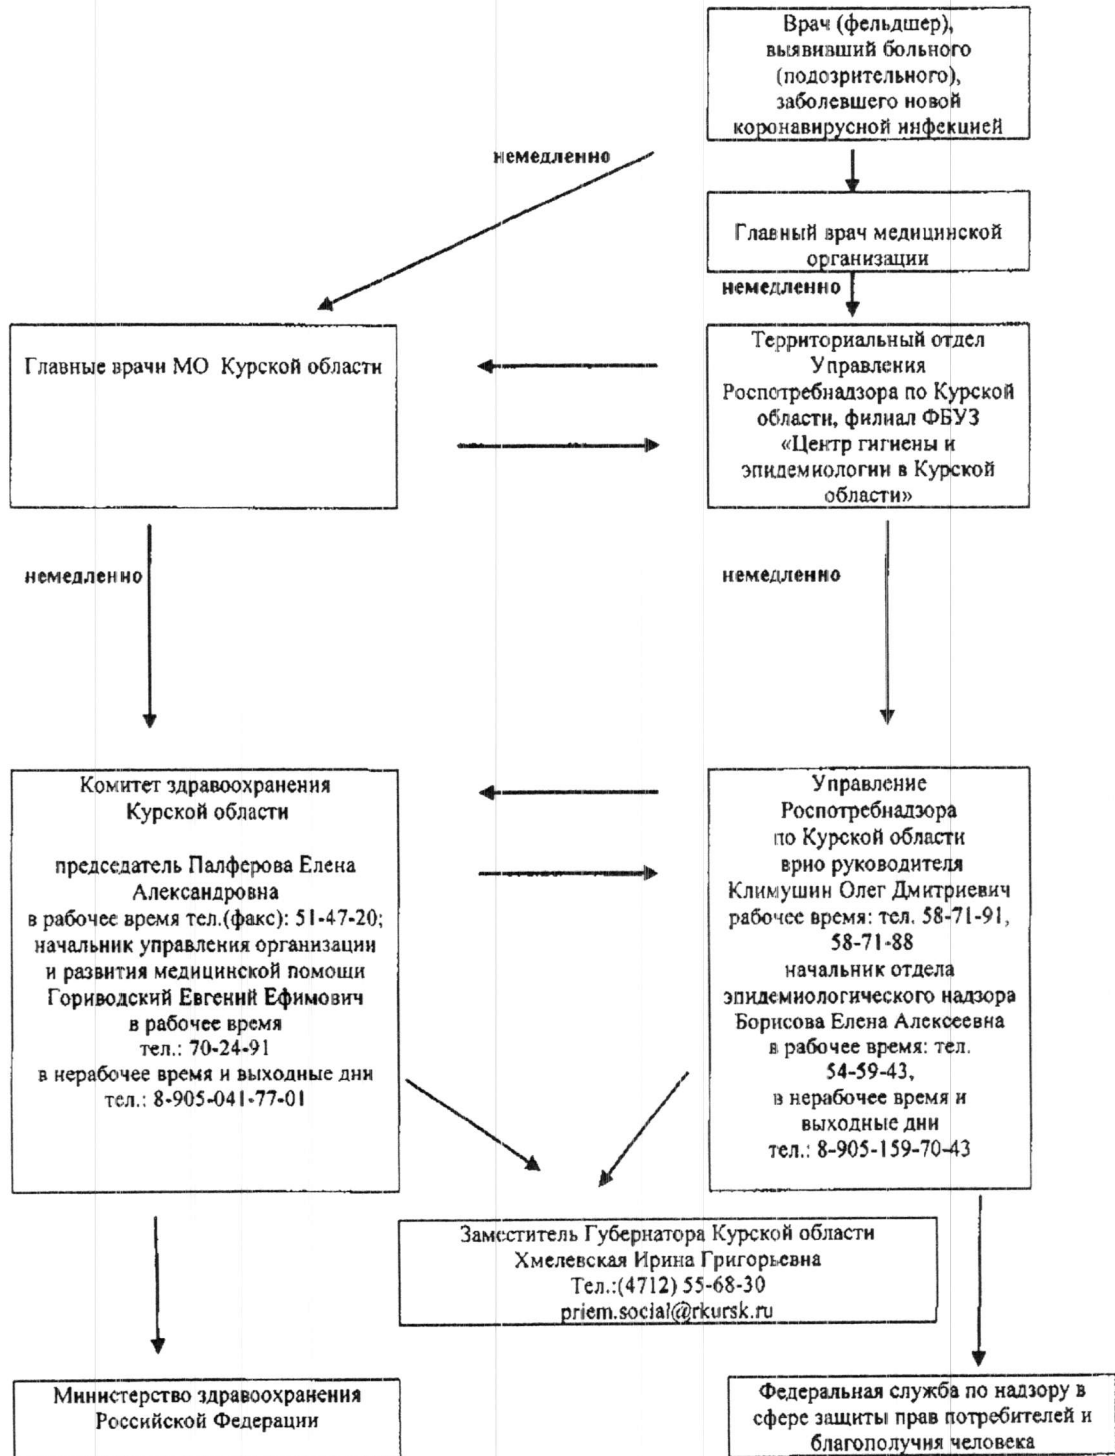 Врач (фельдшер),
выявивший больного
(подозрительного),
заболевшего новой
коронавирусной инфекцией
немедленно
Главный врач медицинской
организации
немедленно
Главные врачи МО Курской области
Территориальный отдел
Управления
Роспотребнадзора по Курской
области, филиал ФБУЗ
«Центр гигиены и
эпидемиологии в Курской
области»
немедленно
немедленно
Комитет здравоохранения
Курской области
председатель Палферова Елена
Александровна
в рабочее время тел.(факс): 51-47-20;
начальник управления организации
и развития медицинской помощи
Гориводский Евгений Ефимович
в рабочее время
тел.: 70-24-91
в нерабочее время и выходные дни
тел.: 8-905-041-77-01
Управление
Роспотребнадзора
по Курской области
врио руководителя
Климушин Олег Дмитриевич
рабочее время: тел. 58-71-91,
58-71-88
начальник отдела
эпидемиологического надзора
Борисова Елена Алексеевна
в рабочее время: тел.
54-59-43,
в нерабочее время и
выходные дни
тел.: 8-905-159-70-43
Заместитель Губернатора Курской области
Хмелевская Ирина Григорьевна
Тел.:(4712) 55-68-30
priem.social@rkursk.ru
Министерство здравоохранения
Российской Федерации
Федеральная служба по надзору в
сфере защиты прав потребителей и
благополучия человека